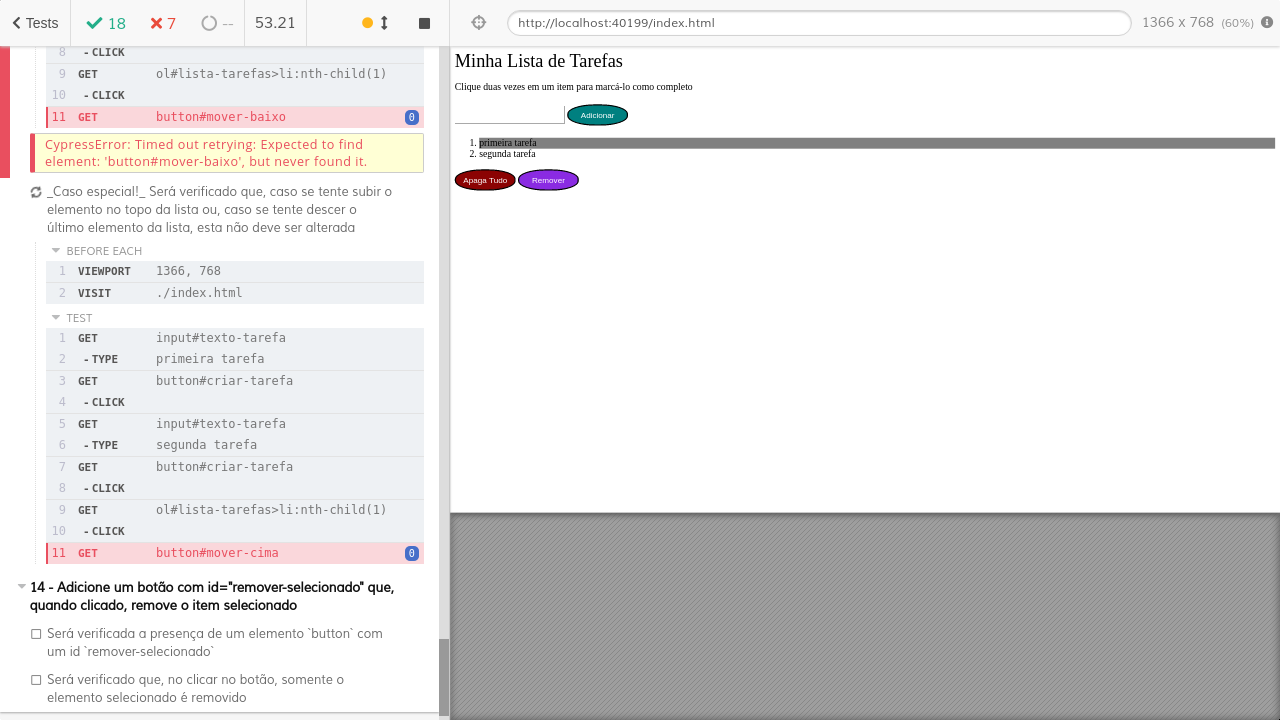 Tests 18 7 -- 53.21
8 -CLICK
9 GET ol#lista-tarefas>li:nth-child(1)
10 -CLICK
11 GET button#mover-baixo 0
CypressError: Timed out retrying: Expected to find
element: 'button#mover-baixo', but never found it.
_Caso especial!_ Será verificado que, caso se tente subir o
elemento no topo da lista ou, caso se tente descer o
último elemento da lista, esta não deve ser alterada
BEFORE EACH
1 VIEWPORT 1366, 768
2 VISIT ./index.html
TEST
1 GET input#texto-tarefa
2 -TYPE primeira tarefa
3 GET button#criar-tarefa
4 -CLICK
5 GET input#texto-tarefa
6 -TYPE segunda tarefa
7 GET button#criar-tarefa
8 -CLICK
9 GET ol#lista-tarefas>li:nth-child(1)
10 -CLICK
11 GET button#mover-cima 0
14 - Adicione um botão com id="remover-selecionado" que,
quando clicado, remove o item selecionado
Será verificada a presença de um elemento `button` com
um id `remover-selecionado`
Será verificado que, no clicar no botão, somente o
elemento selecionado é removido
http://localhost:40199/index.html 1366 x 768 (60%)
Minha Lista de Tarefas
Clique duas vezes em um item para marcá-lo como completo
Adicionar
1. primeira tarefa
2. segunda tarefa
Apaga Tudo Remover